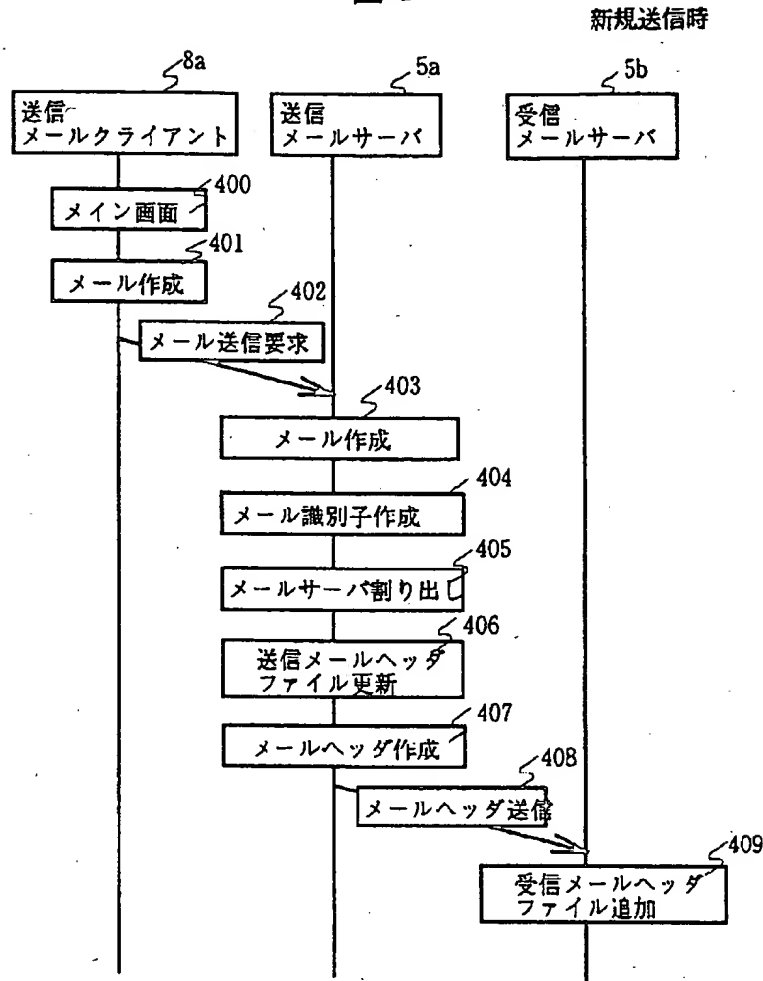 新規送信時
8a
5a
5b
送信
メールクライアント
送信
メールサーバ
受信
メールサーバ
400
メイン画面
401
メール作成
402
メール送信要求
403
メール作成
404
メール識別子作成
405
メールサーバ割り出し
406
送信メールヘッダ
ファイル更新
407
メールヘッダ作成
408
メールヘッダ送信
409
受信メールヘッダ
ファイル追加